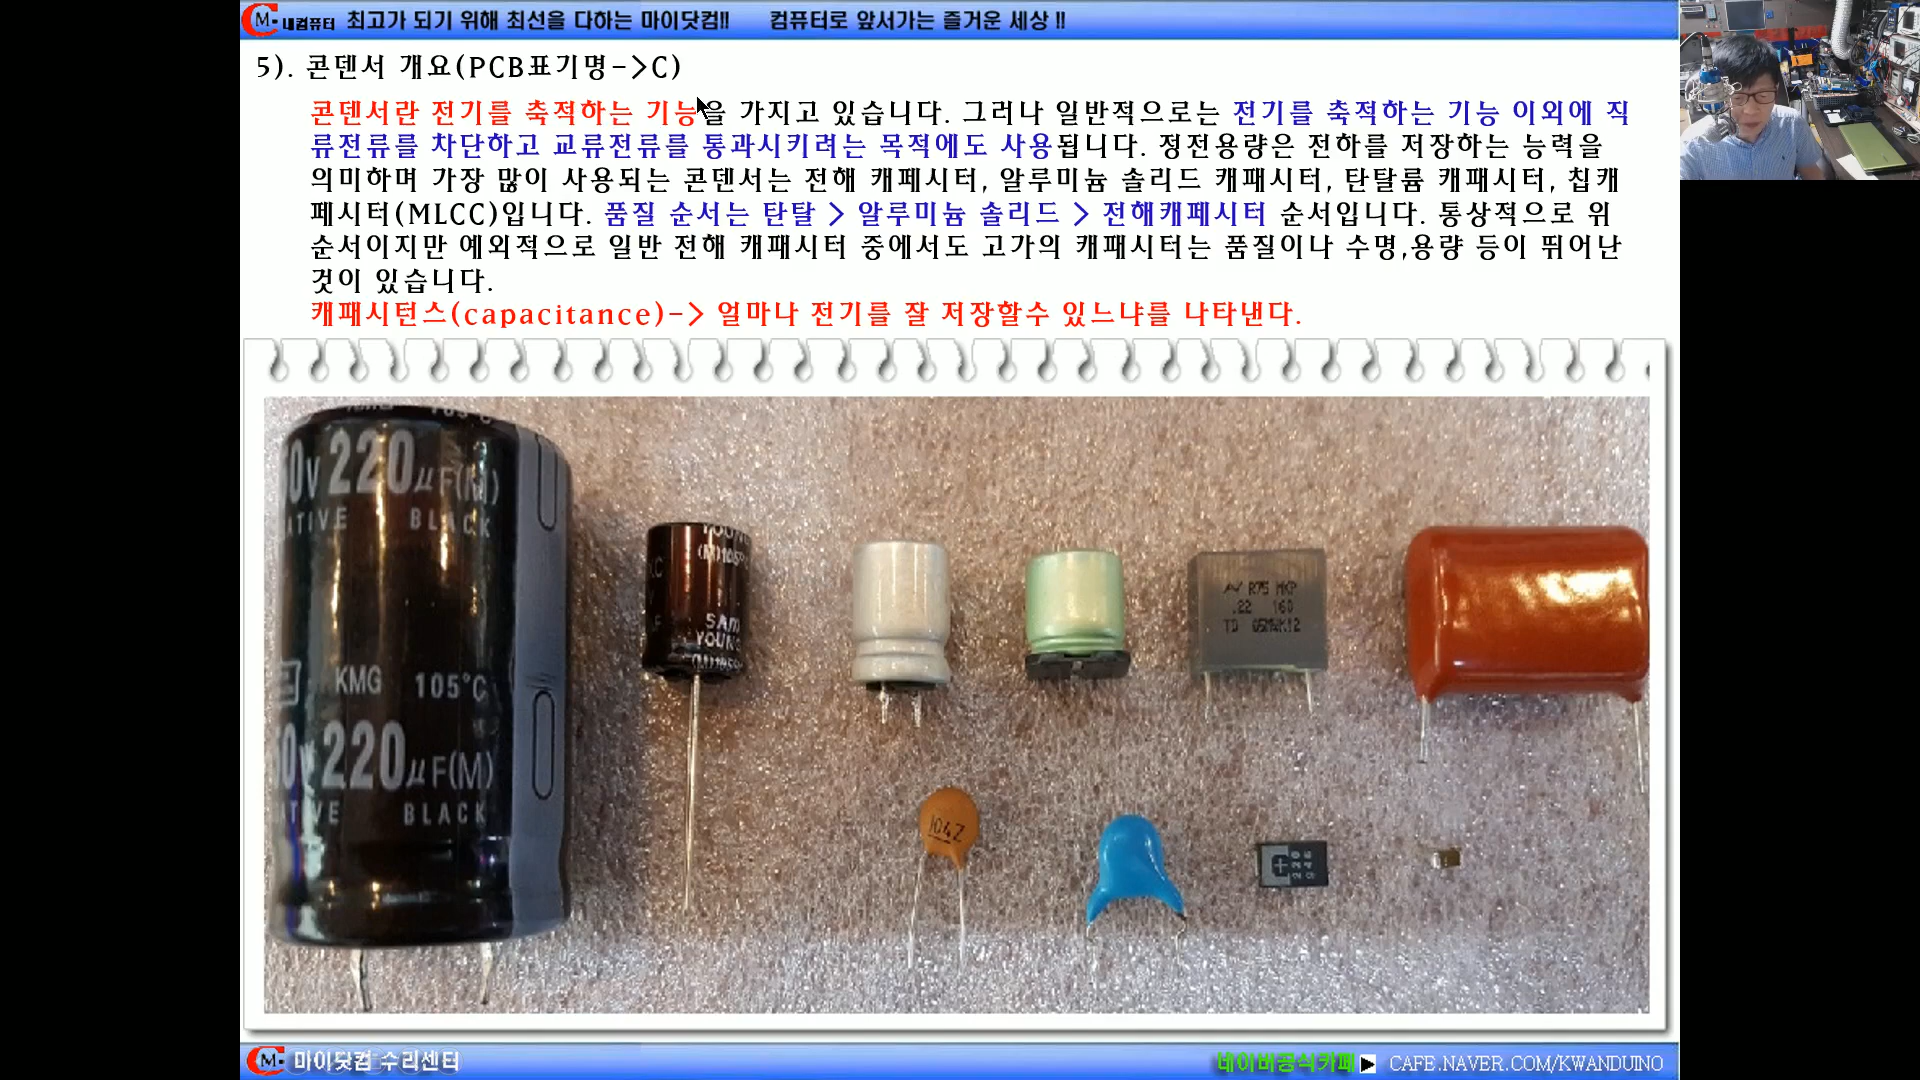 내컴퓨터 최고가 되기 위해 최선을 다하는 마이닷컴!! 컴퓨터로 앞서가는 즐거운 세상 !!
5). 콘덴서 개요(PCB표기명->C)
콘덴서란 전기를 축적하는 기능을 가지고 있습니다. 그러나 일반적으로는 전기를 축적하는 기능 이외에 직
류전류를 차단하고 교류전류를 통과시키려는 목적에도 사용됩니다. 정전용량은 전하를 저장하는 능력을
의미하며 가장 많이 사용되는 콘덴서는 전해 캐페시터, 알루미늄 솔리드 캐패시터, 탄탈륨 캐패시터, 칩캐
페시터(MLCC)입니다. 품질 순서는 탄탈 > 알루미늄 솔리드 > 전해캐페시터 순서입니다. 통상적으로 위
순서이지만 예외적으로 일반 전해 캐패시터 중에서도 고가의 캐패시터는 품질이나 수명,용량 등이 뛰어난
것이 있습니다.
캐패시턴스(capacitance)-> 얼마나 전기를 잘 저장할수 있느냐를 나타낸다.
0V 220μF(M)
ATIVE BLACK
KMG 105°C
0V 220μF(M)
TIVE BLACK
YOUNG
(M)105°
SAM
YOUNG
(M)105°
R75 MKP
.22 160
104Z
마이닷컴 수리센터
네이버공식카페 ▶ CAFE.NAVER.COM/KWANDUINO